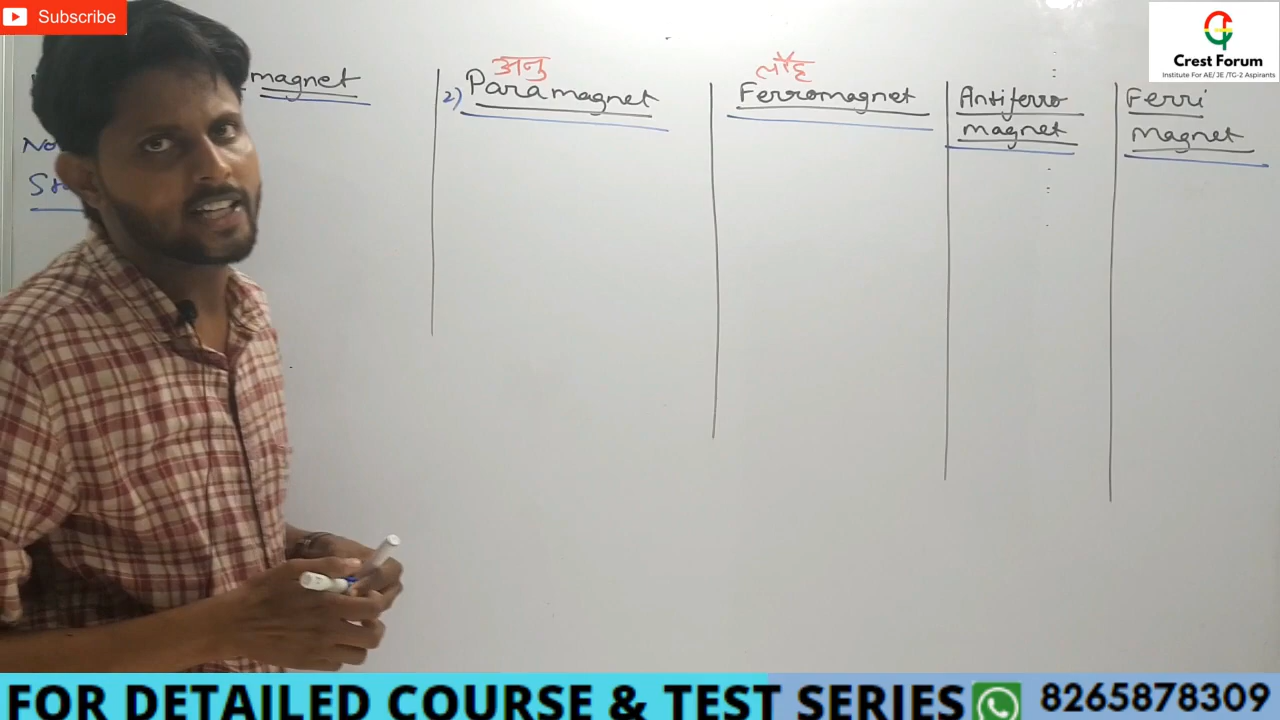 Subscribe
Crest Forum
Institute For AE/ JE /TG-2 Aspirants
magnet
अनु
2) Paramagnet
लौह
Ferromagnet
Antiferro
magnet
Ferri
Magnet
FOR DETAILED COURSE & TEST SERIES 8265878309